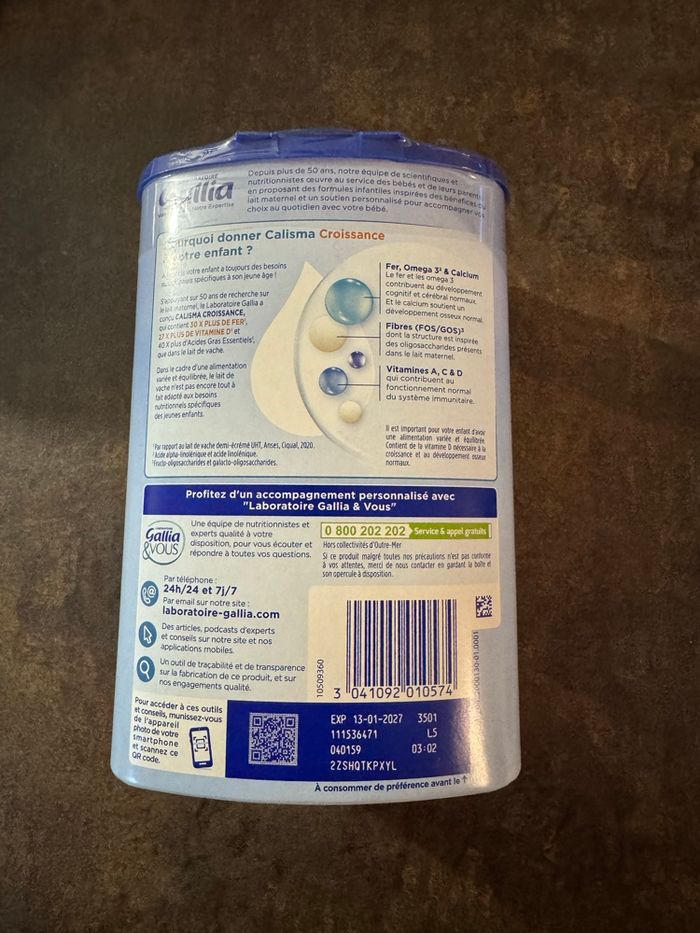 LABORATOIRE
Gallia
Notre Expertise
Depuis plus de 50 ans, notre équipe de scientifiques et
nutritionnistes œuvre au service des bébés et de leurs parents
en proposant des formules infantiles inspirées des bénéfices du
lait maternel et un soutien personnalisé pour accompagner vos
choix au quotidien avec votre bébé.
Pourquoi donner Calisma Croissance
à votre enfant ?
votre enfant a toujours des besoins
spécifiques à son jeune âge !
S'appuyant sur 50 ans de recherche sur
le lait maternel, le Laboratoire Gallia a
conçu CALISMA CROISSANCE,
qui contient 30 X PLUS DE FER¹,
27 X PLUS DE VITAMINE D¹ et
40 X plus d'Acides Gras Essentiels¹,
que dans le lait de vache.
Dans le cadre d'une alimentation
variée et équilibrée, le lait de
vache n'est pas encore tout à
fait adapté aux besoins
nutritionnels spécifiques
des jeunes enfants.
Fer, Omega 3² & Calcium
Le fer et les omega 3
contribuent au développement
cognitif et cérébral normaux.
Et le calcium soutient un
développement osseux normal.
Fibres (FOS/GOS)³
dont la structure est inspirée
des oligosaccharides présents
dans le lait maternel.
Vitamines A, C & D
qui contribuent au
fonctionnement normal
du système immunitaire.
¹Par rapport au lait de vache demi-écrémé UHT, Anses, Ciqual, 2020.
²Acide alpha-linolénique et acide linolénique.
³Fructo-oligosaccharides et galacto-oligosaccharides.
Il est important pour votre enfant d'avoir
une alimentation variée et équilibrée.
Contient de la vitamine D nécessaire à la
croissance et au développement osseux
normaux.
Profitez d'un accompagnement personnalisé avec
"Laboratoire Gallia & Vous"
LABORATOIRE
Gallia
&VOUS
Une équipe de nutritionnistes et
experts qualité à votre
disposition, pour vous écouter et
répondre à toutes vos questions.
0 800 202 202 Service & appel gratuits
Hors collectivités d'Outre-Mer
Si ce produit malgré toutes nos précautions n'est pas conforme
à vos attentes, merci de nous contacter en gardant la boîte et
son opercule à disposition.
Par téléphone :
24h/24 et 7j/7
Par email sur notre site :
laboratoire-gallia.com
Des articles, podcasts d'experts
et conseils sur notre site et nos
applications mobiles.
Un outil de traçabilité et de transparence
sur la fabrication de ce produit, et sur
nos engagements qualité.
10509360
3 041092 010574
Pour accéder à ces outils
et conseils, munissez-vous
de l'appareil
photo de votre
smartphone
et scannez ce
QR code.
EXP 13-01-2027 3501
111536471 L5
040159 03:02
2ZSHQTKPXYL
À consommer de préférence avant le ↑